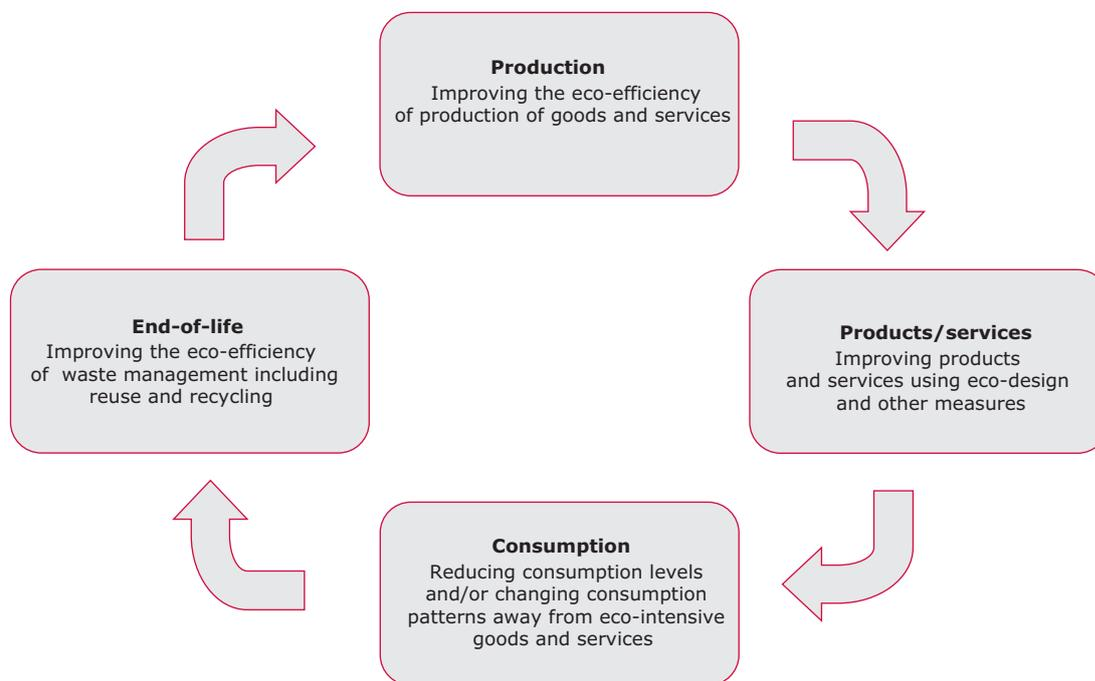 Production
Improving the eco-efficiency
of production of goods and services
End-of-life
Improving the eco-efficiency
of  waste management including
reuse and recycling
Products/services
Improving products
and services using eco-design
and other measures
Consumption
Reducing consumption levels
and/or changing consumption
patterns away from eco-intensive
goods and services